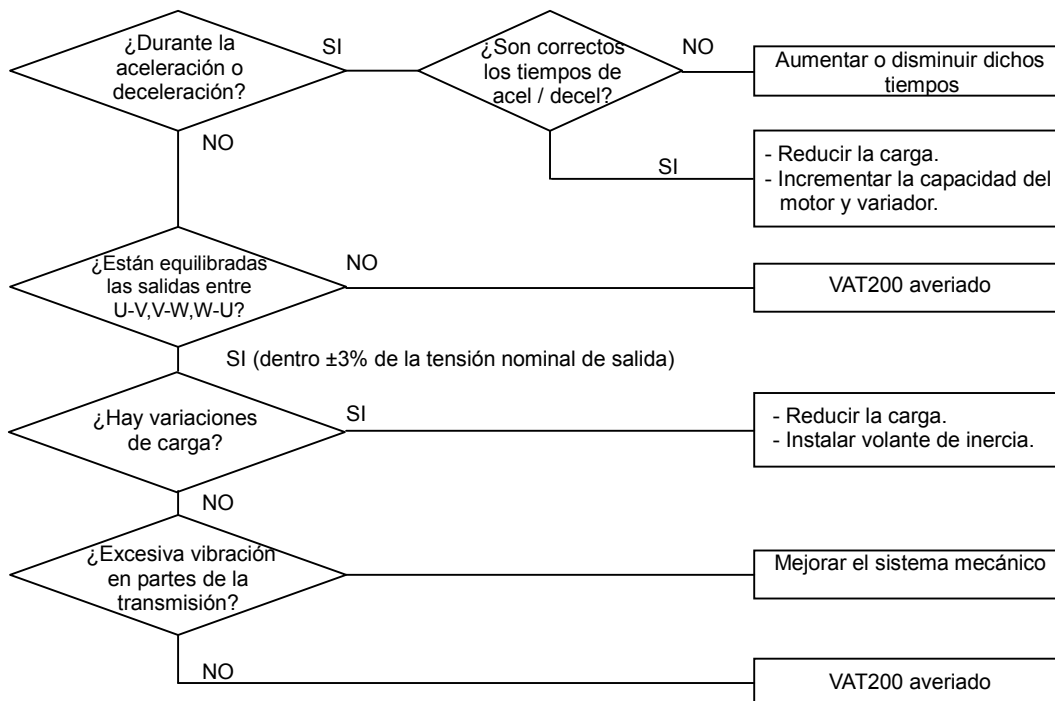 ¿Durante la
aceleración o
deceleración?
SI
¿Son correctos
los tiempos de
acel / decel?
NO
Aumentar o disminuir dichos
tiempos
NO
SI
- Reducir la carga.
- Incrementar la capacidad del
motor y variador.
¿Están equilibradas
las salidas entre
U-V,V-W,W-U?
NO
VAT200 averiado
SI (dentro ±3% de la tensión nominal de salida)
¿Hay variaciones
de carga?
SI
- Reducir la carga.
- Instalar volante de inercia.
NO
¿Excesiva vibración
en partes de la
transmisión?
Mejorar el sistema mecánico
NO
VAT200 averiado